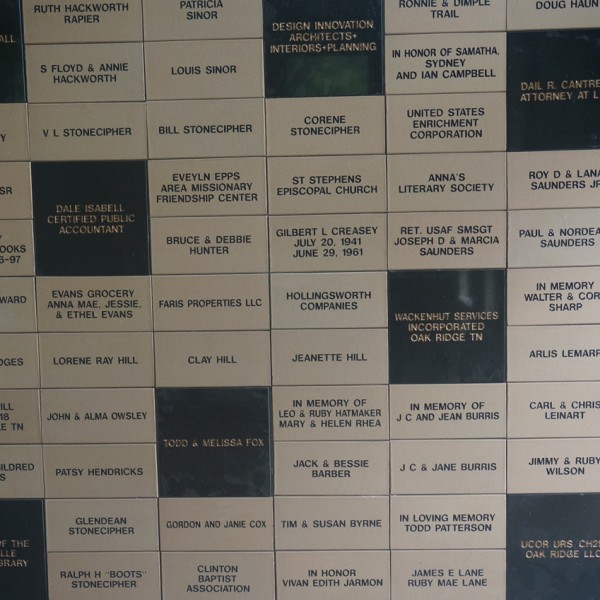 RUTH HACKWORTH
RAPIER
PATRICIA
SINOR
DESIGN INNOVATION
ARCHITECTS+
INTERIORS+PLANNING
RONNIE & DIMPLE
TRAIL
DOUG HAUN
ALL
S FLOYD & ANNIE
HACKWORTH
LOUIS SINOR
IN HONOR OF SAMATHA,
SYDNEY
AND IAN CAMPBELL
DAIL R. CANTRE
ATTORNEY AT L
Y
V L STONECIPHER
BILL STONECIPHER
CORENE
STONECIPHER
UNITED STATES
ENRICHMENT
CORPORATION
SR
DALE ISABELL
CERTIFIED PUBLIC
ACCOUNTANT
EVEYLN EPPS
AREA MISSIONARY
FRIENDSHIP CENTER
ST STEPHENS
EPISCOPAL CHURCH
ANNA'S
LITERARY SOCIETY
ROY D & LANA
SAUNDERS JR
OOKS
6-97
BRUCE & DEBBIE
HUNTER
GILBERT L CREASEY
JULY 20, 1941
JUNE 29, 1961
RET. USAF SMSGT
JOSEPH D & MARCIA
SAUNDERS
PAUL & NORDEA
SAUNDERS
WARD
EVANS GROCERY
ANNA MAE, JESSIE,
& ETHEL EVANS
FARIS PROPERTIES LLC
HOLLINGSWORTH
COMPANIES
WACKENHUT SERVICES
INCORPORATED
OAK RIDGE TN
IN MEMORY
WALTER & COR
SHARP
DGES
LORENE RAY HILL
CLAY HILL
JEANETTE HILL
ARLIS LEMARR
ILL
18
E TN
JOHN & ALMA OWSLEY
TODD & MELISSA FOX
IN MEMORY OF
LEO & RUBY HATMAKER
MARY & HELEN RHEA
IN MEMORY OF
J C AND JEAN BURRIS
CARL & CHRIS
LEINART
ILDRED
S
PATSY HENDRICKS
JACK & BESSIE
BARBER
J C & JANE BURRIS
JIMMY & RUBY
WILSON
OF THE
LLE
BRARY
GLENDEAN
STONECIPHER
GORDON AND JANIE COX
TIM & SUSAN BYRNE
IN LOVING MEMORY
TODD PATTERSON
UCOR URS CH2
OAK RIDGE LLC
RALPH H "BOOTS"
STONECIPHER
CLINTON
BAPTIST
ASSOCIATION
IN HONOR
VIVAN EDITH JARMON
JAMES E LANE
RUBY MAE LANE